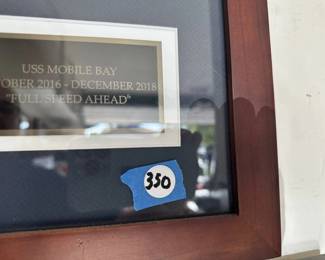 USS MOBILE BAY
OBER 2016 - DECEMBER 2018
"FULL SPEED AHEAD"
350